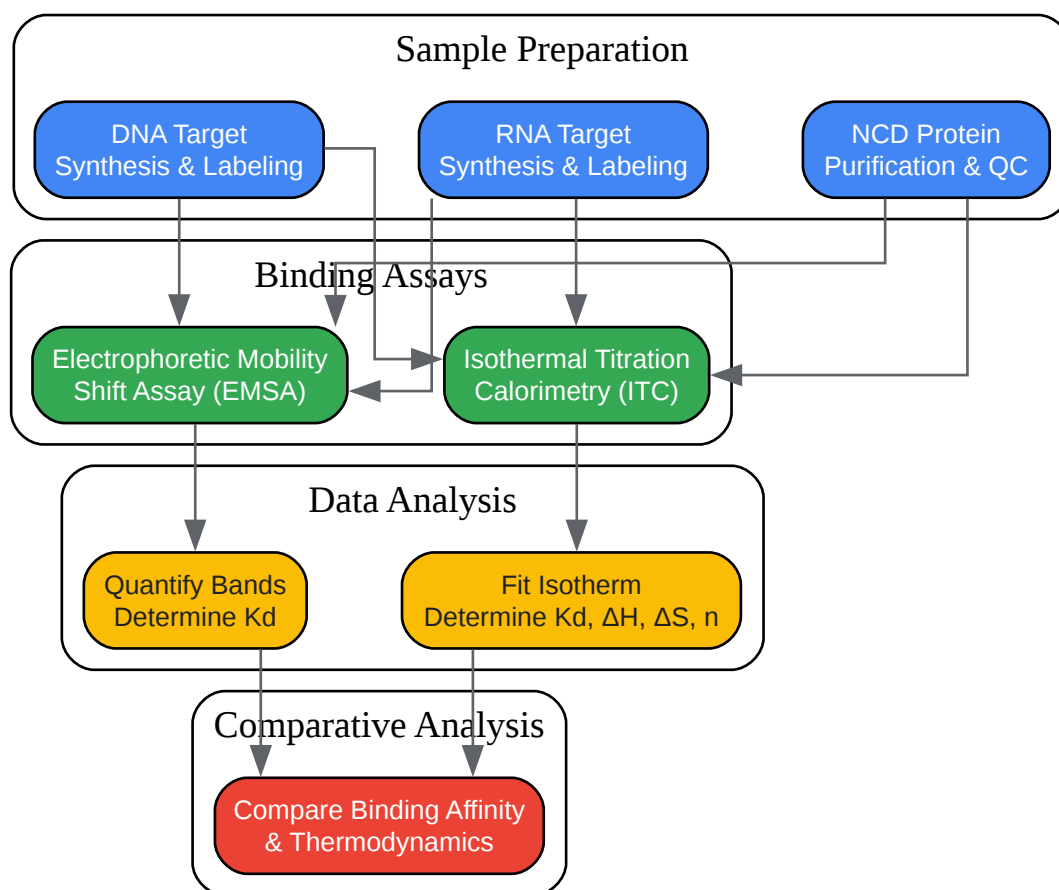 Sample Preparation
DNA Target
Synthesis & Labeling
RNA Target
Synthesis & Labeling
NCD Protein
Purification & QC
Binding Assays
Electrophoretic Mobility
Shift Assay (EMSA)
Isothermal Titration
Calorimetry (ITC)
Data Analysis
Quantify Bands
Determine Kd
Fit Isotherm
Determine Kd, ΔH, ΔS, n
Comparative Analysis
Compare Binding Affinity
& Thermodynamics